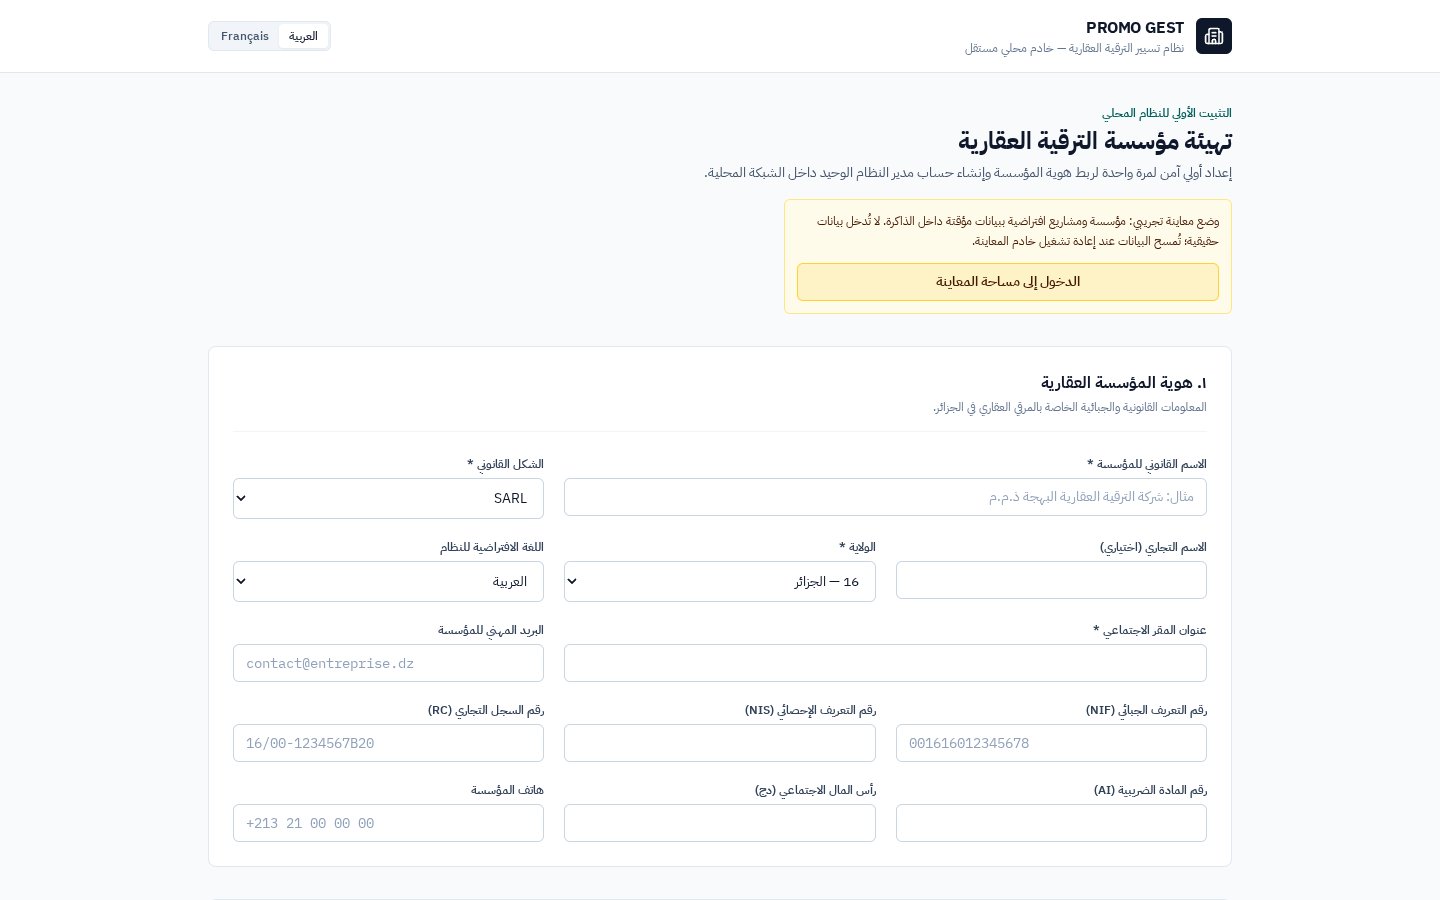 PROMO GEST
نظام تسيير الترقية العقارية — خادم محلي مستقل
العربية
Français
التثبيت الأولي للنظام المحلي
تهيئة مؤسسة الترقية العقارية
إعداد أولي آمن لمرة واحدة لربط هوية المؤسسة وإنشاء حساب مدير النظام الوحيد داخل الشبكة المحلية.
وضع معاينة تجريبي: مؤسسة ومشاريع افتراضية ببيانات مؤقتة داخل الذاكرة. لا تُدخل بيانات
حقيقية؛ تُمسح البيانات عند إعادة تشغيل خادم المعاينة.
الدخول إلى مساحة المعاينة
١. هوية المؤسسة العقارية
المعلومات القانونية والجبائية الخاصة بالمرقي العقاري في الجزائر.
الاسم القانوني للمؤسسة *
الشكل القانوني *
مثال: شركة الترقية العقارية البهجة ذ.م.م
SARL
الاسم التجاري (اختياري)
الولاية *
اللغة الافتراضية للنظام
16 — الجزائر
العربية
عنوان المقر الاجتماعي *
البريد المهني للمؤسسة
contact@entreprise.dz
رقم التعريف الجبائي (NIF)
رقم التعريف الإحصائي (NIS)
رقم السجل التجاري (RC)
001616012345678
16/00-1234567B20
رقم المادة الضريبية (AI)
رأس المال الاجتماعي (دج)
هاتف المؤسسة
+213 21 00 00 00